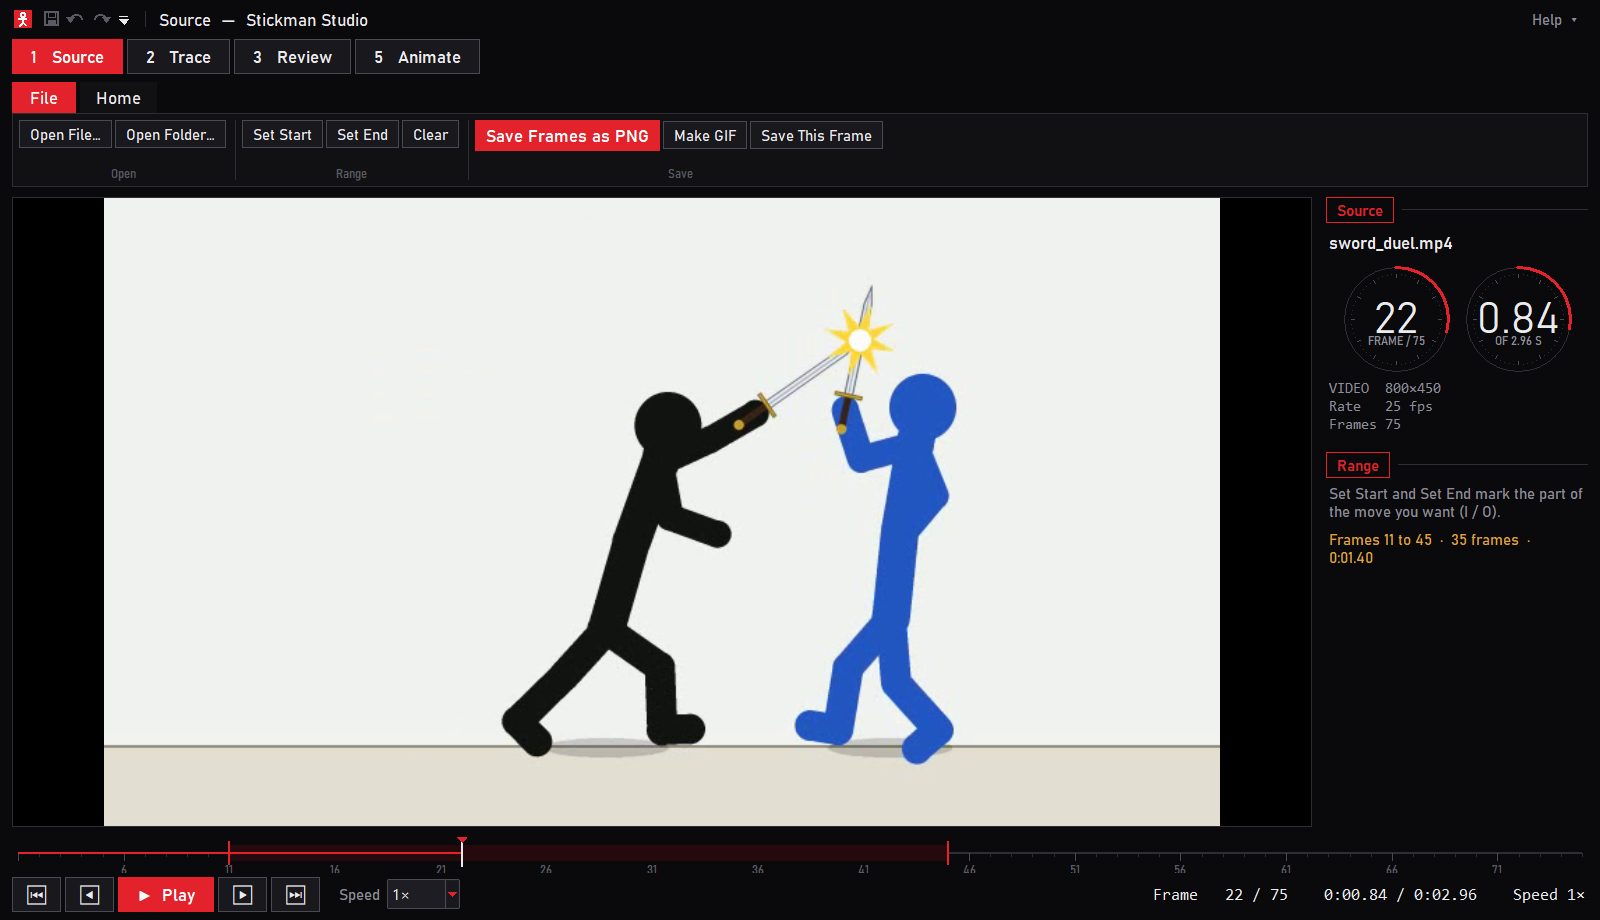 Source — Stickman Studio
Help
1 Source
2 Trace
3 Review
5 Animate
File
Home
Open File…
Open Folder…
Set Start
Set End
Clear
Save Frames as PNG
Make GIF
Save This Frame
Open
Range
Save
Source
sword_duel.mp4
22
FRAME / 75
0.84
OF 2.96 S
VIDEO 800×450
Rate 25 fps
Frames 75
Range
Set Start and Set End mark the part of
the move you want (I / O).
Frames 11 to 45 · 35 frames ·
0:01.40
6 11 16 21 26 31 36 41 46 51 56 61 66 71
Play
Speed 1×
Frame 22 / 75 0:00.84 / 0:02.96 Speed 1×